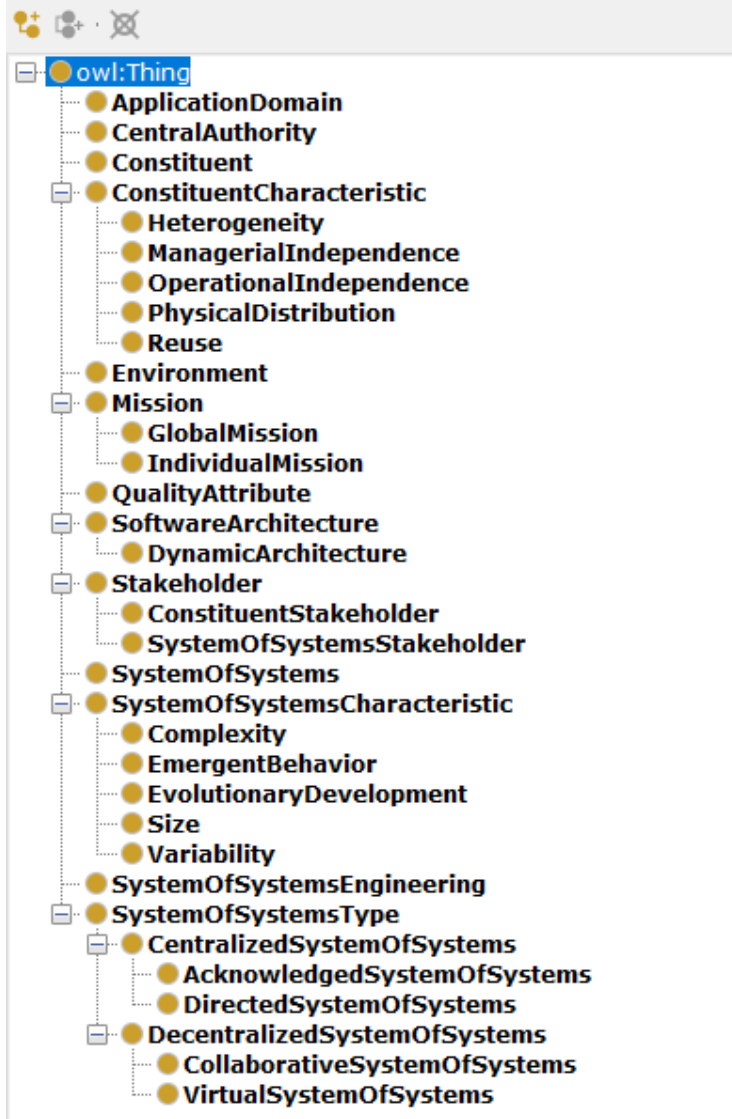 owl:Thing
ApplicationDomain
CentralAuthority
Constituent
ConstituentCharacteristic
Heterogeneity
ManagerialIndependence
OperationalIndependence
PhysicalDistribution
Reuse
Environment
Mission
GlobalMission
IndividualMission
QualityAttribute
SoftwareArchitecture
DynamicArchitecture
Stakeholder
ConstituentStakeholder
SystemOfSystemsStakeholder
SystemOfSystems
SystemOfSystemsCharacteristic
Complexity
EmergentBehavior
EvolutionaryDevelopment
Size
Variability
SystemOfSystemsEngineering
SystemOfSystemsType
CentralizedSystemOfSystems
AcknowledgedSystemOfSystems
DirectedSystemOfSystems
DecentralizedSystemOfSystems
CollaborativeSystemOfSystems
VirtualSystemOfSystems